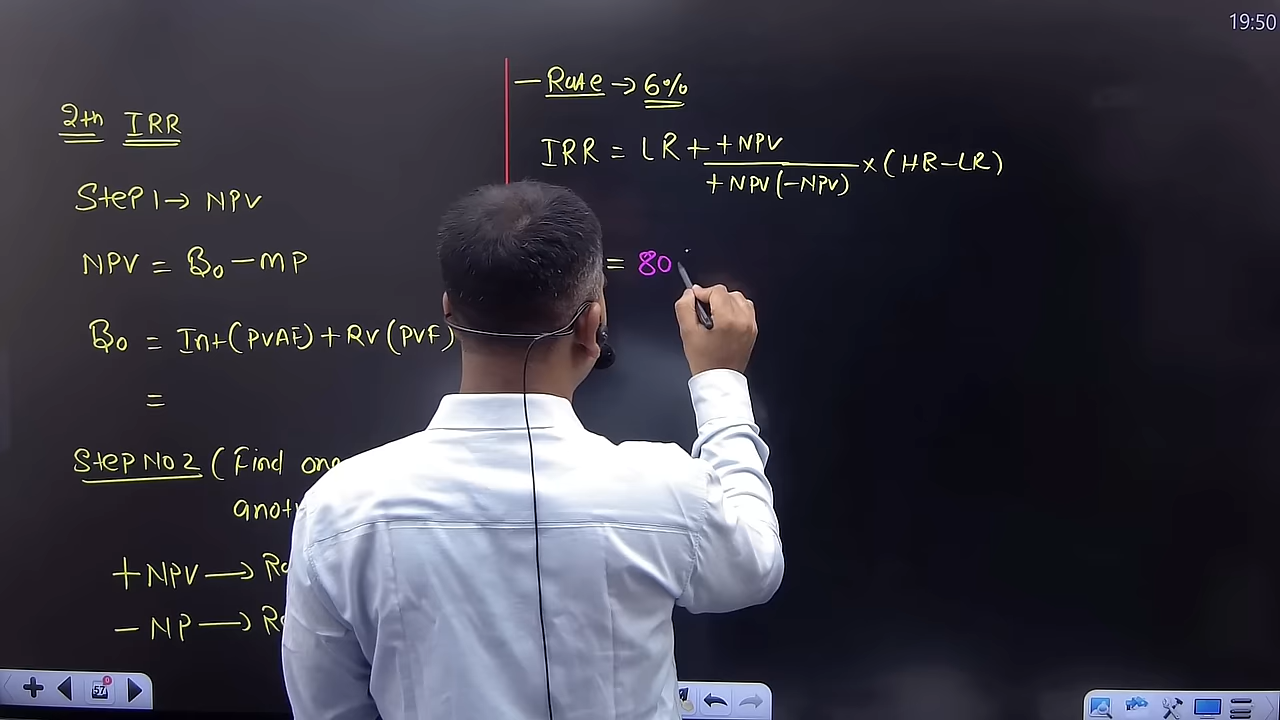 19:50
2th IRR
Step 1 → NPV
NPV = B₀ - MP
B₀ = Int(PVAF) + RV(PVF)
=
Step No 2 (Find one
+NPV →
-NP →
- Rate → 6%
IRR = LR + +NPV / +NPV(-NPV) × (HR - LR)
= 80
57